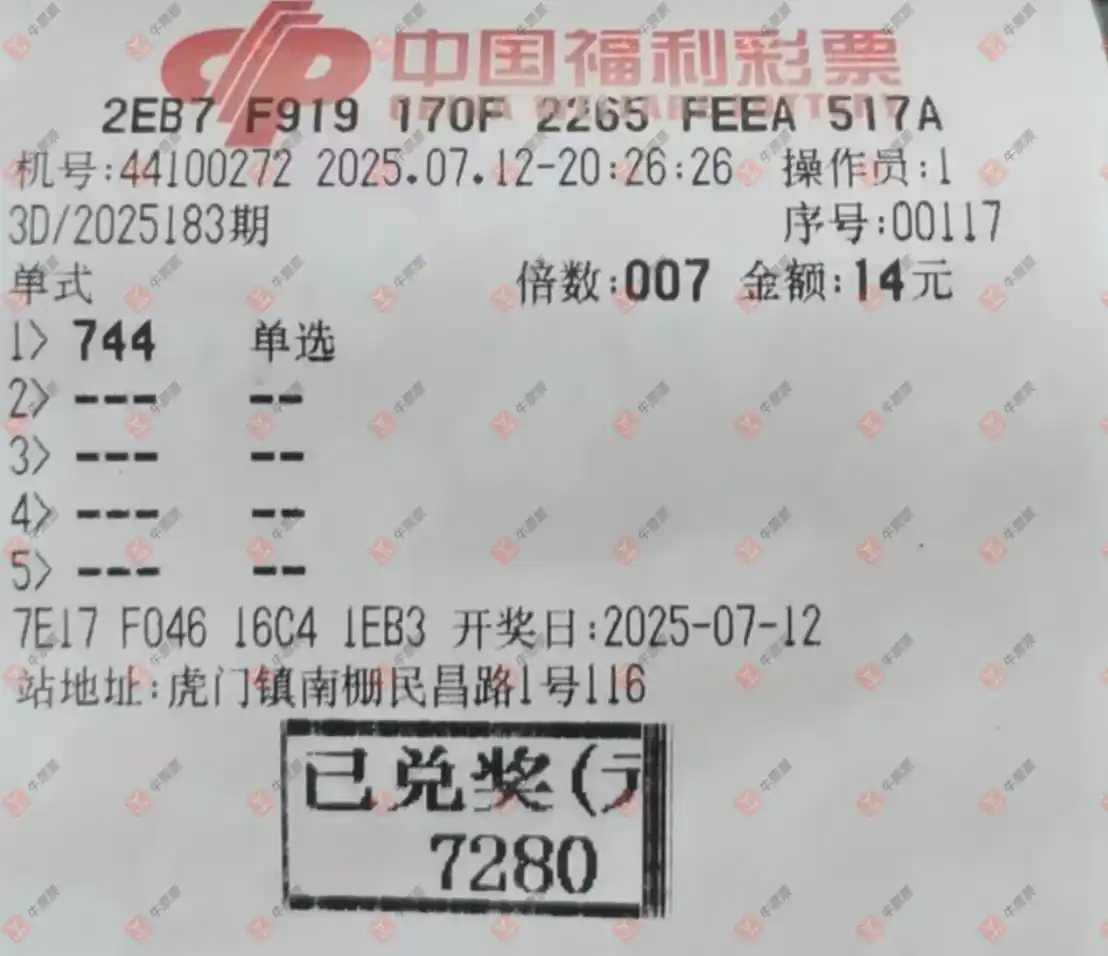 中国福利彩票
CHINA WELFARE LOTTERY
2EB7 F919 170F 2265 FEEA 517A
机号:44100272 2025.07.12-20:26:26 操作员:1
3D/2025183期 序号:00117
单式 倍数:007 金额:14元
1> 744 单选
2> --- --
3> --- --
4> --- --
5> --- --
7E17 F046 16C4 1EB3 开奖日:2025-07-12
站地址:虎门镇南栅民昌路1号116
已兑奖(元
7280